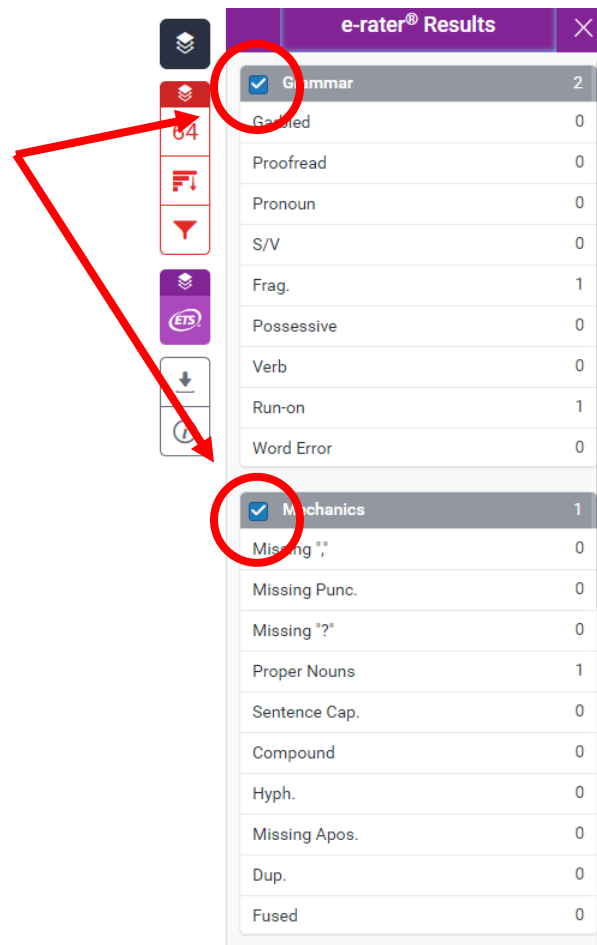 e-rater® Results
64
ETS
Grammar 2
Garbled 0
Proofread 0
Pronoun 0
S/V 0
Frag. 1
Possessive 0
Verb 0
Run-on 1
Word Error 0
Mechanics 1
Missing "," 0
Missing Punc. 0
Missing "?" 0
Proper Nouns 1
Sentence Cap. 0
Compound 0
Hyph. 0
Missing Apos. 0
Dup. 0
Fused 0